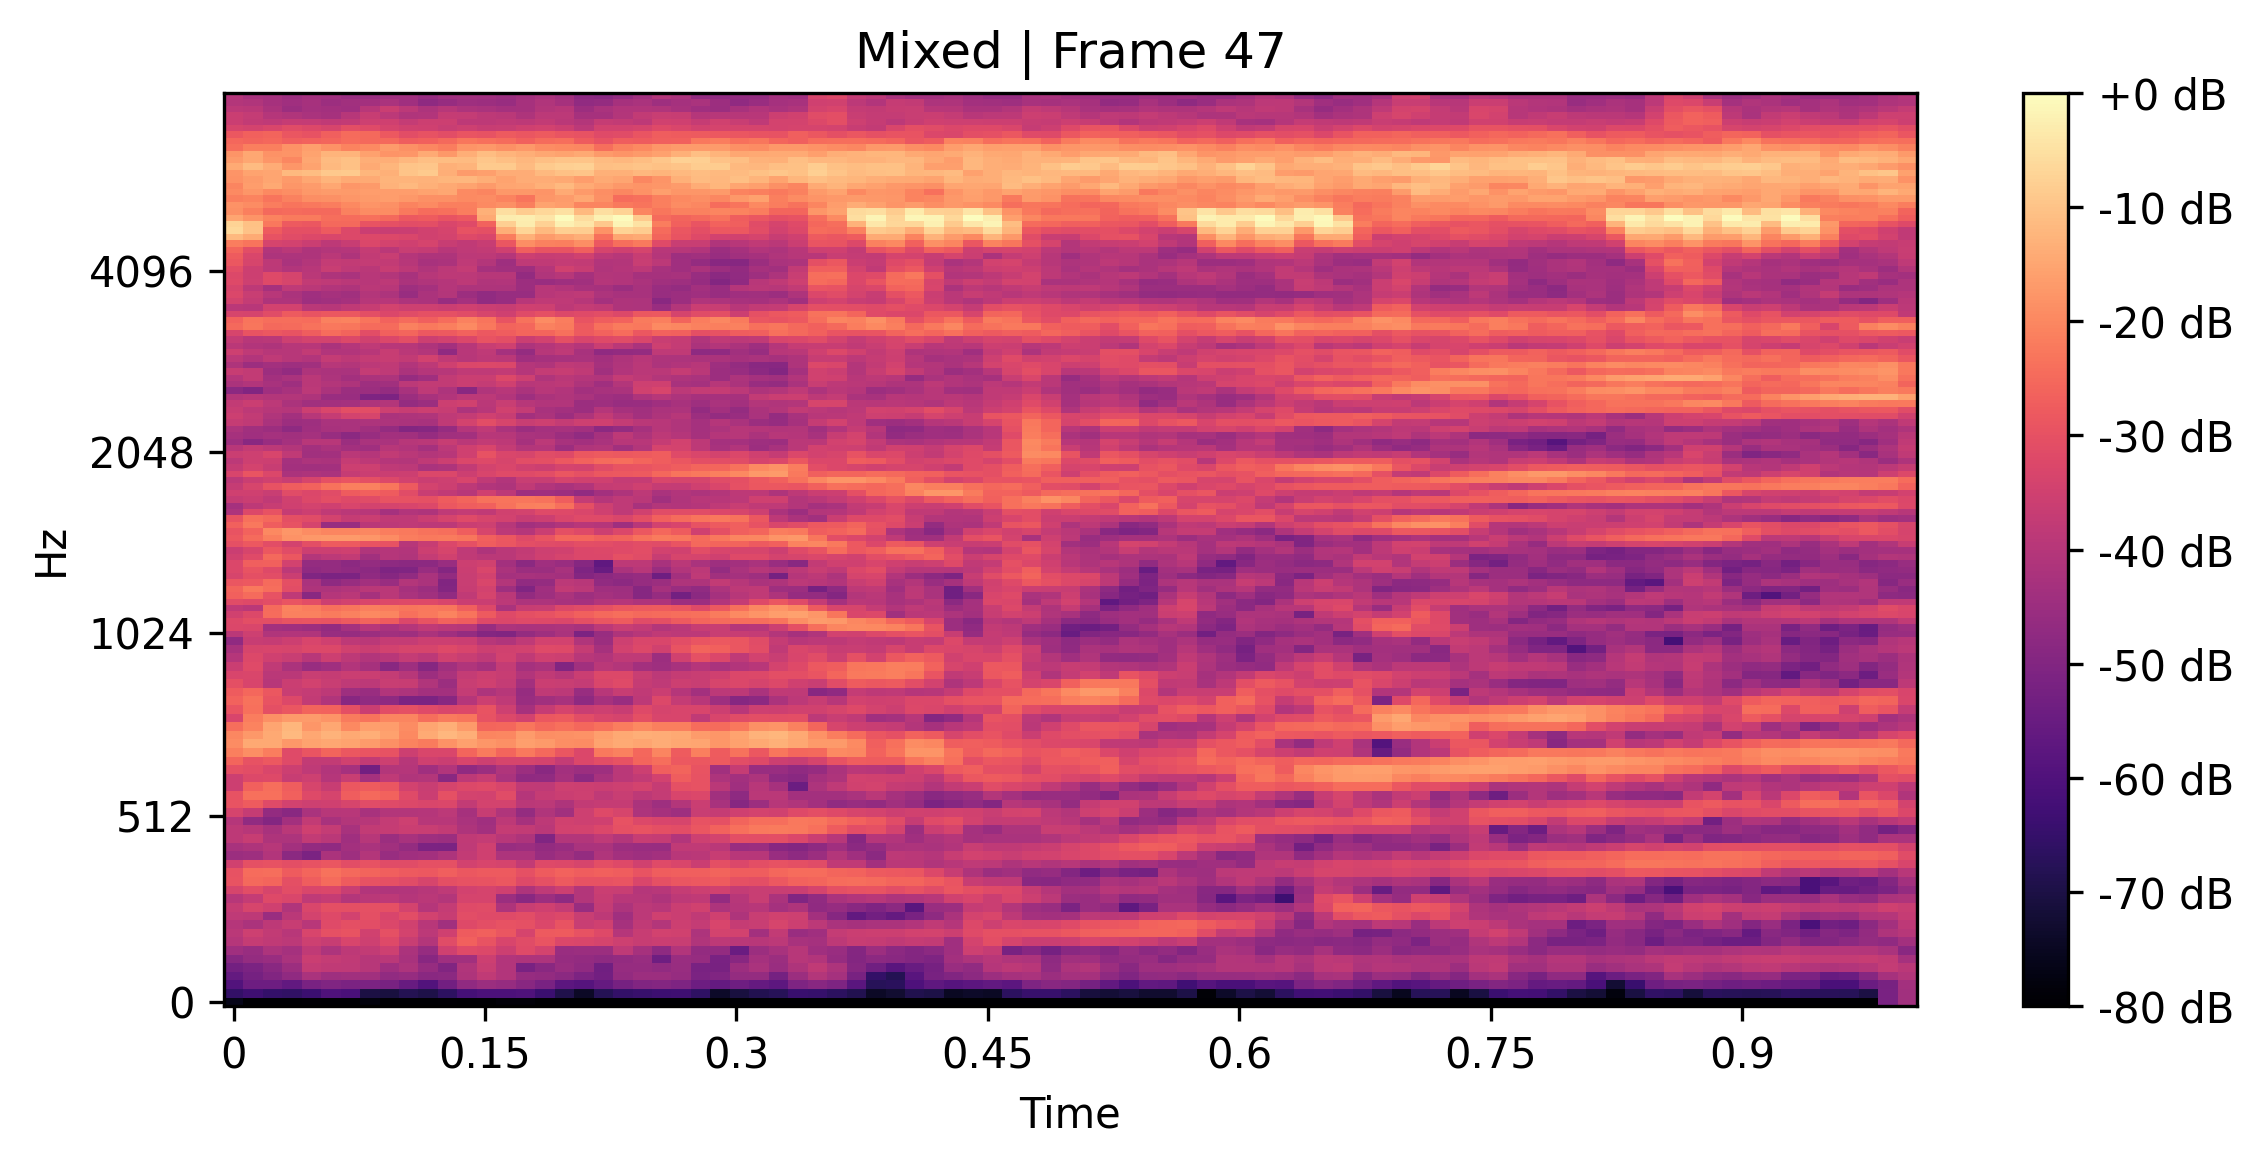 Mixed | Frame 47
Hz
4096
2048
1024
512
0
0 0.15 0.3 0.45 0.6 0.75 0.9
Time
+0 dB
-10 dB
-20 dB
-30 dB
-40 dB
-50 dB
-60 dB
-70 dB
-80 dB